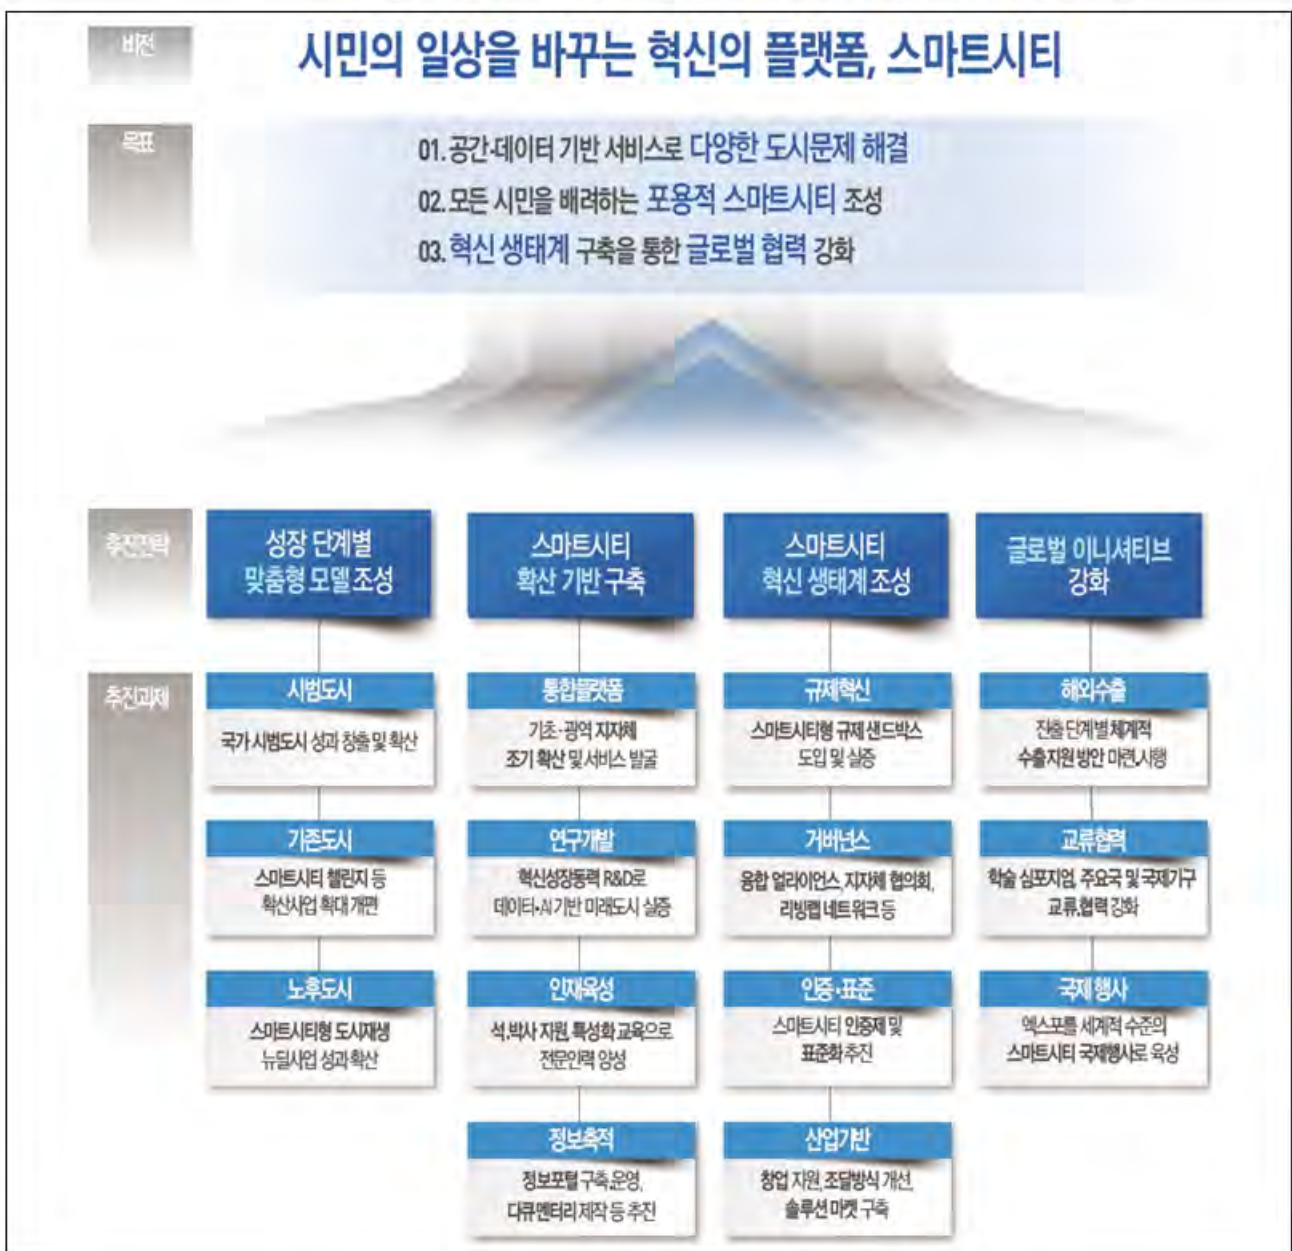 비전
시민의 일상을 바꾸는 혁신의 플랫폼, 스마트시티
목표
01. 공간·데이터 기반 서비스로 다양한 도시문제 해결
02. 모든 시민을 배려하는 포용적 스마트시티 조성
03. 혁신 생태계 구축을 통한 글로벌 협력 강화
추진전략
성장 단계별
맞춤형 모델 조성
스마트시티
확산 기반 구축
스마트시티
혁신 생태계 조성
글로벌 이니셔티브
강화
추진과제
시범도시
국가 시범도시 성과 창출 및 확산
기존도시
스마트시티 챌린지 등
확산사업 확대 개편
노후도시
스마트시티형 도시재생
뉴딜사업 성과 확산
통합플랫폼
기초·광역 지자체
조기 확산 및 서비스 발굴
연구개발
혁신성장동력 R&D로
데이터·AI 기반 미래도시 실증
인재육성
석.박사 지원, 특성화 교육으로
전문인력 양성
정보축적
정보포털 구축,운영,
다큐멘터리 제작 등 추진
규제혁신
스마트시티형 규제 샌드박스
도입 및 실증
거버넌스
융합 얼라이언스, 지자체 협의회,
리빙랩 네트워크 등
인증·표준
스마트시티 인증제 및
표준화 추진
산업기반
창업 지원, 조달방식 개선,
솔루션 마켓 구축
해외수출
진출 단계별 체계적
수출지원 방안 마련,시행
교류협력
학술 심포지엄, 주요국 및 국제기구
교류,협력 강화
국제행사
엑스포를 세계적 수준의
스마트시티 국제행사로 육성